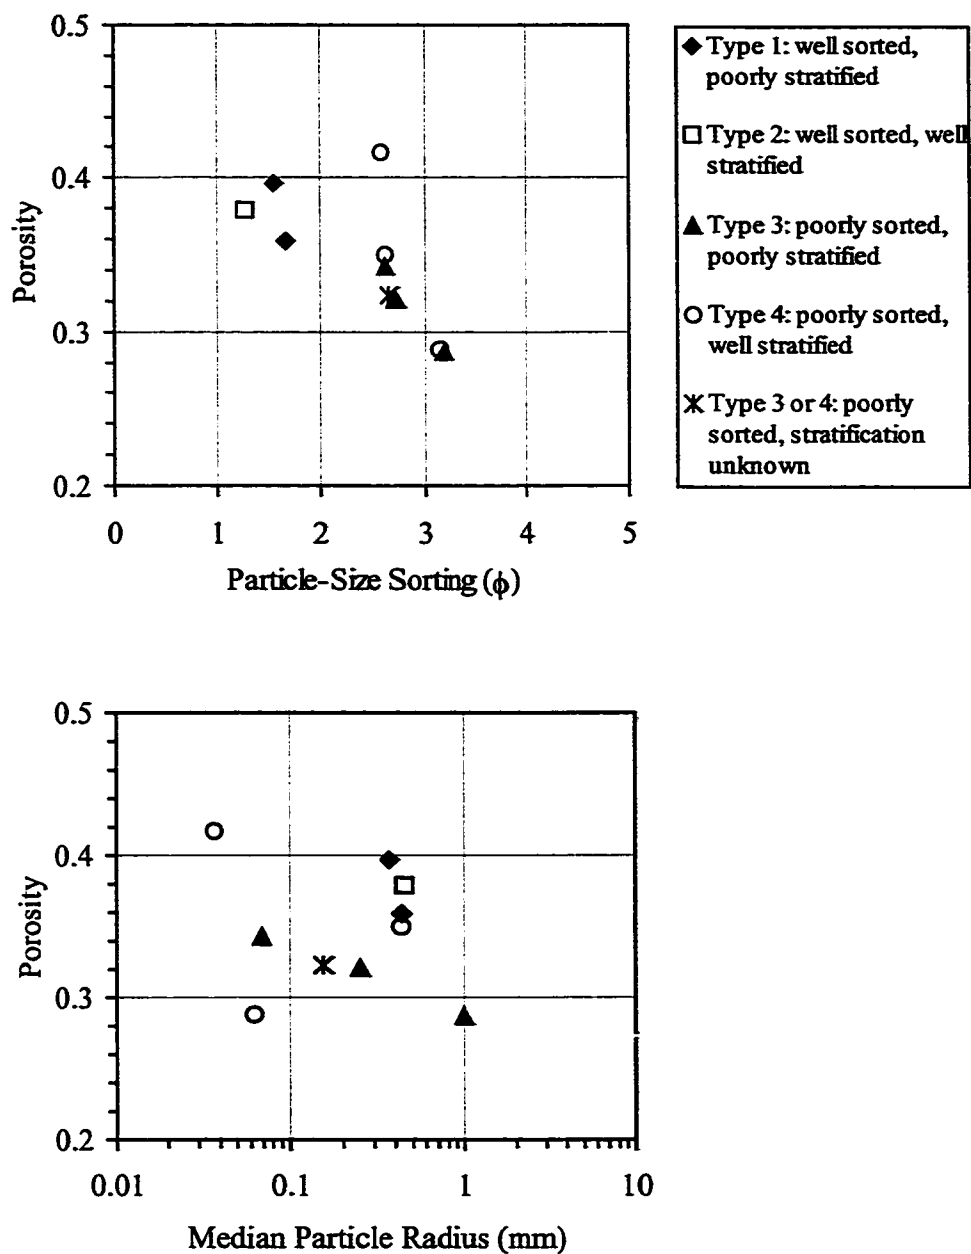 0.5
0.4
0.3
0.2
Porosity
0 1 2 3 4 5
Particle-Size Sorting (ϕ)
Type 1: well sorted,
poorly stratified
Type 2: well sorted, well
stratified
Type 3: poorly sorted,
poorly stratified
Type 4: poorly sorted,
well stratified
Type 3 or 4: poorly
sorted, stratification
unknown
0.5
0.4
0.3
0.2
Porosity
0.01 0.1 1 10
Median Particle Radius (mm)